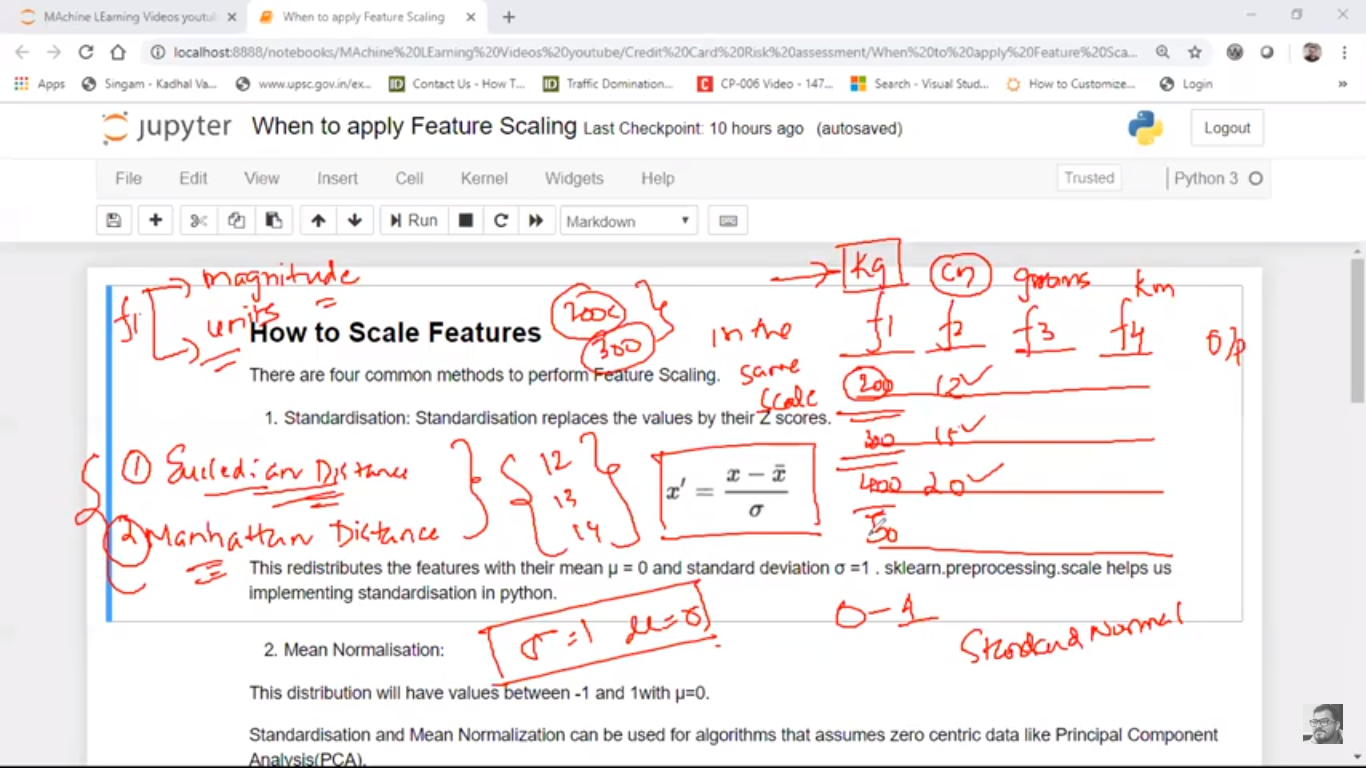 MAchine LEarning Videos youtu
When to apply Feature Scaling
localhost:8888/notebooks/MAchine%20LEarning%20Videos%20youtube/Credit%20Card%20Risk%20assessment/When%20to%20apply%20Feature%20Sca...
Apps Singam - Kadhal Va... www.upsc.gov.in/ex... Contact Us - How T... Traffic Domination... CP-006 Video - 147... Search - Visual Stud... How to Customize... Login »
jupyter When to apply Feature Scaling Last Checkpoint: 10 hours ago (autosaved) Logout
File Edit View Insert Cell Kernel Widgets Help Trusted Python 3
Run Markdown
f1 magnitude
units
Kg cm grams km
f1 f2 f3 f4 O/P
in the
same
scale
300
200 12
300 15
400 20
How to Scale Features
There are four common methods to perform Feature Scaling.
1. Standardisation: Standardisation replaces the values by their Z scores.
① Eucledian Distance
2 Manhattan Distance
12
13
14
x′ = x − x̄ / σ
This redistributes the features with their mean μ = 0 and standard deviation σ =1 . sklearn.preprocessing.scale helps us
implementing standardisation in python.
σ=1 μ=0
0 – 1
Standard Normal
2. Mean Normalisation:
This distribution will have values between -1 and 1with μ=0.
Standardisation and Mean Normalization can be used for algorithms that assumes zero centric data like Principal Component
Analysis(PCA).